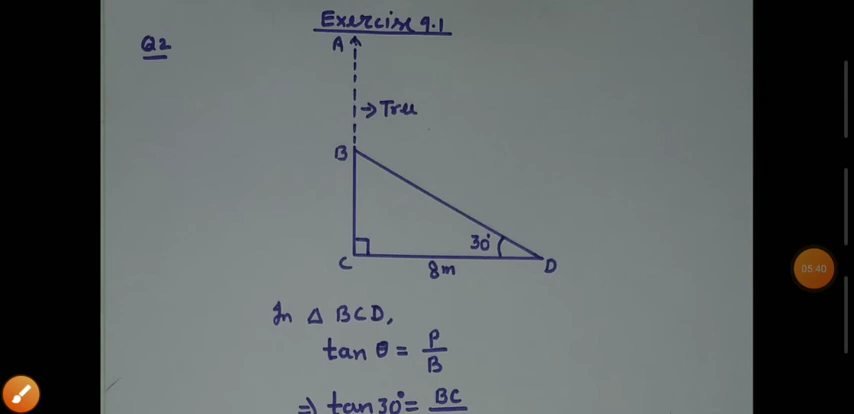 Exercise 9.1
Q2
A
→ Tree
B
30°
C
8m
D
In △ BCD,
tan θ = P/B
⇒ tan 30° = BC
05:40